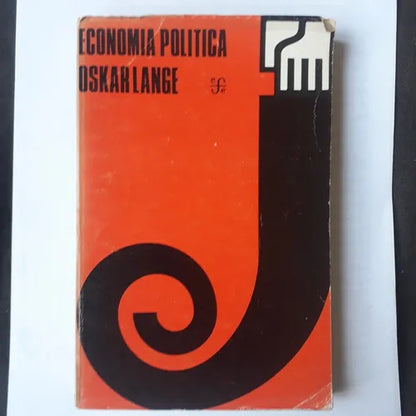 ECONOMIA POLITICA
OSKAR LANGE